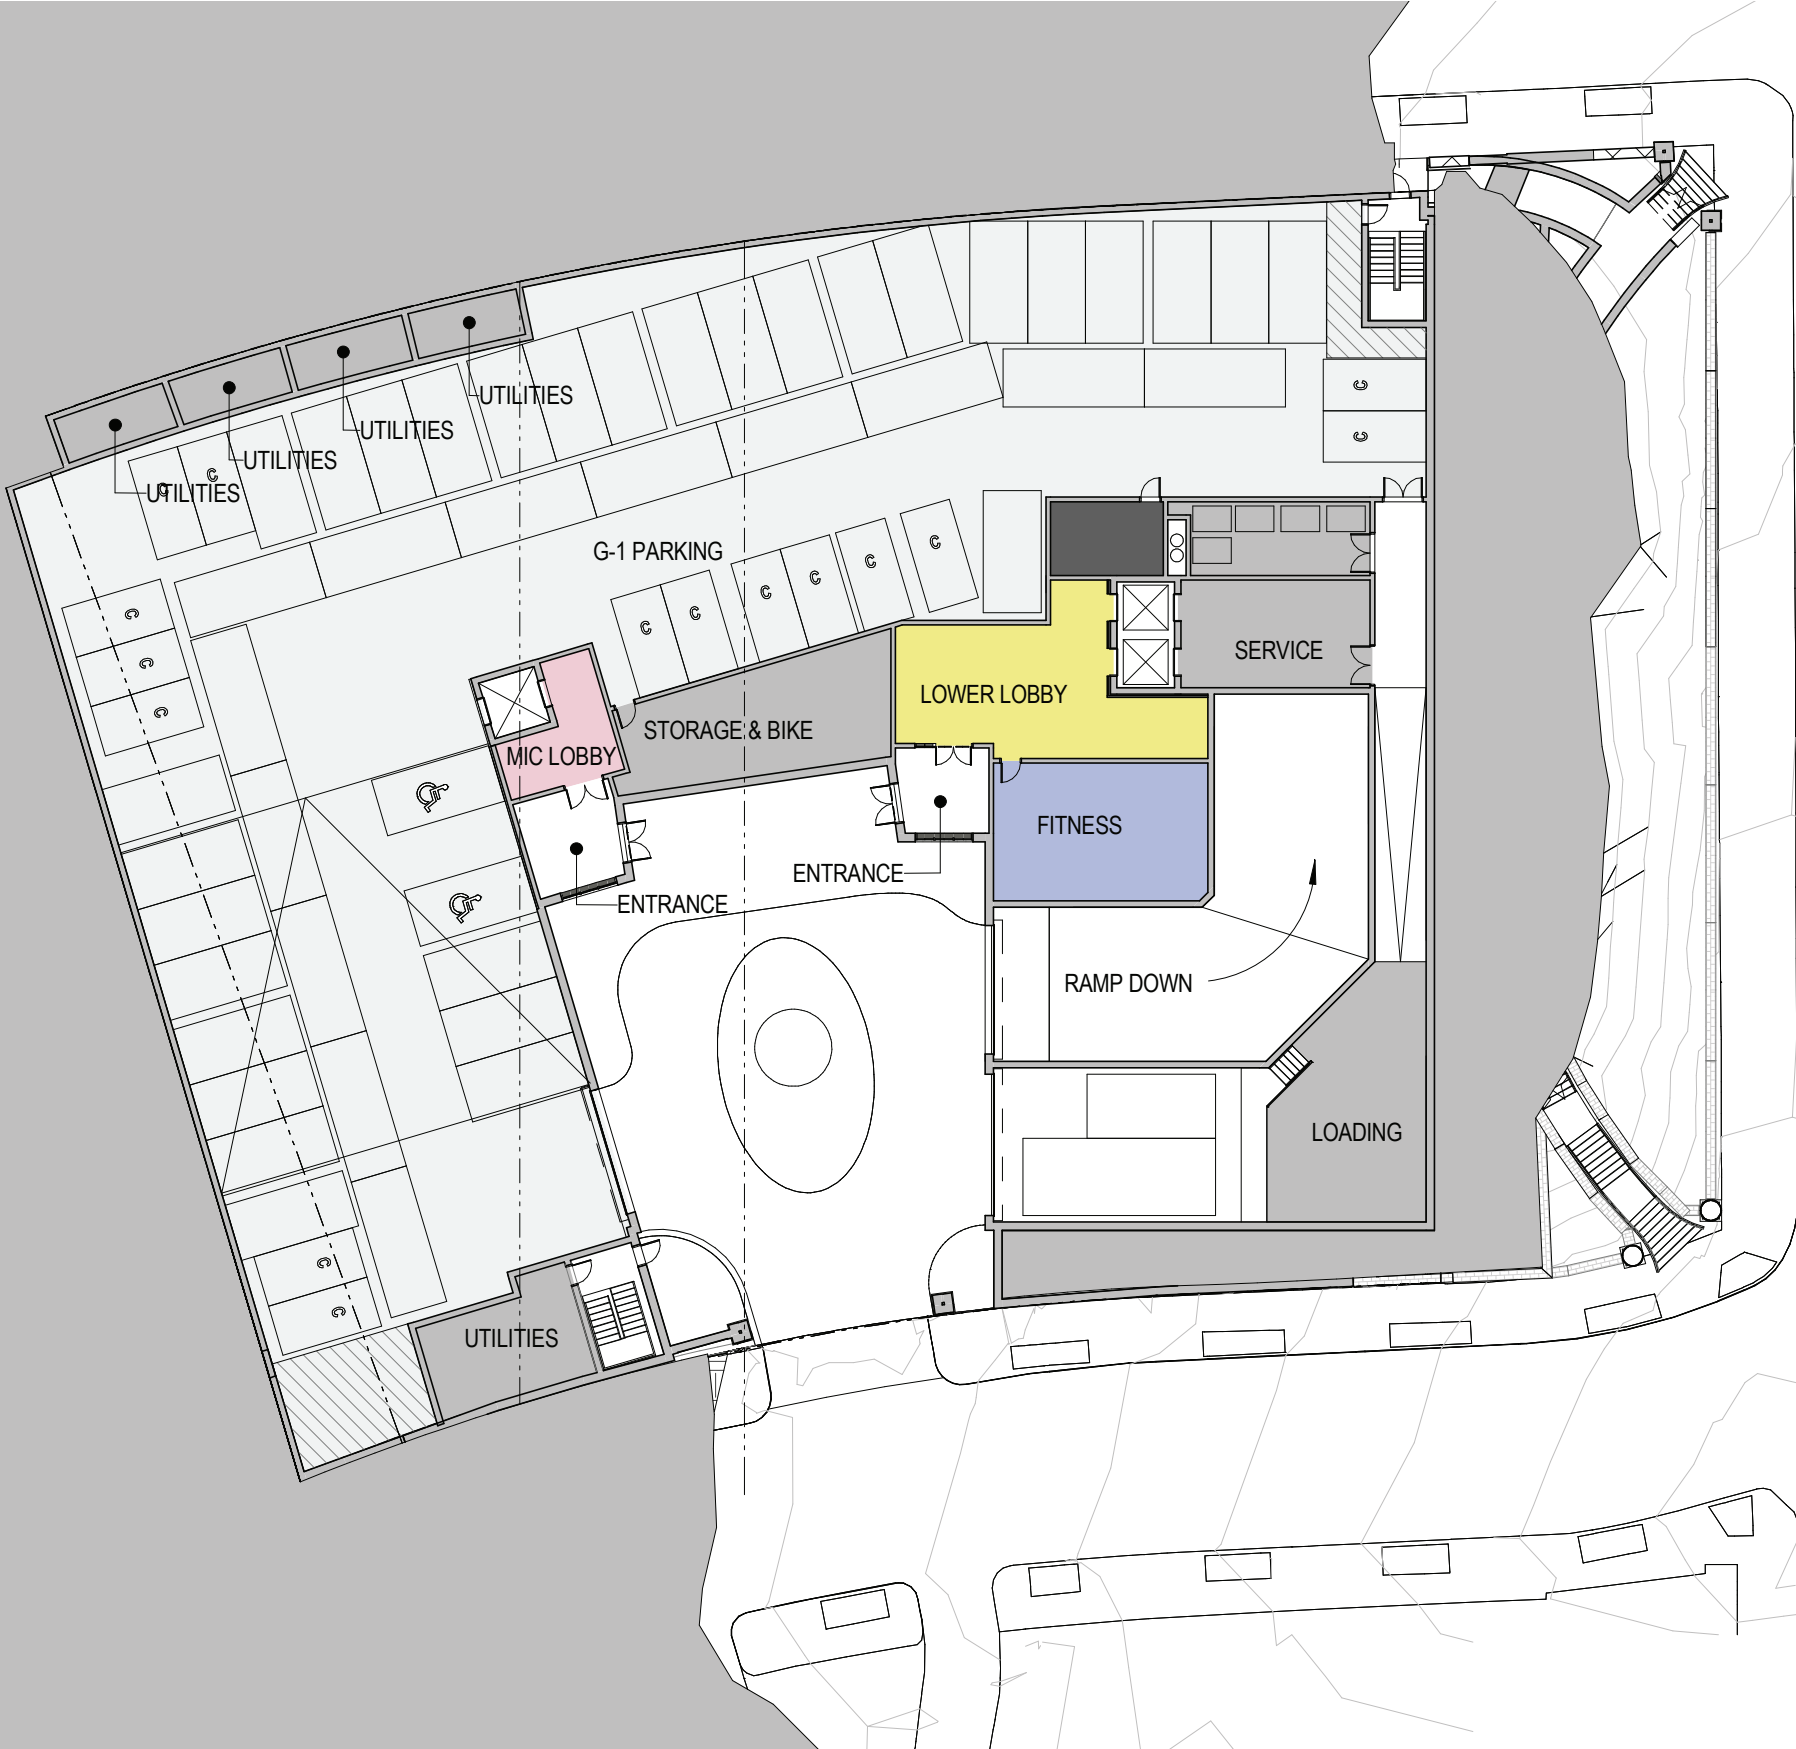 UTILITIES
UTILITIES
UTILITIES
UTILITIES
C
C
C
C
G-1 PARKING
C
C
C
C
C
C
C
C
C
SERVICE
LOWER LOBBY
STORAGE & BIKE
MIC LOBBY
FITNESS
ENTRANCE
ENTRANCE
RAMP DOWN
LOADING
C
C
UTILITIES